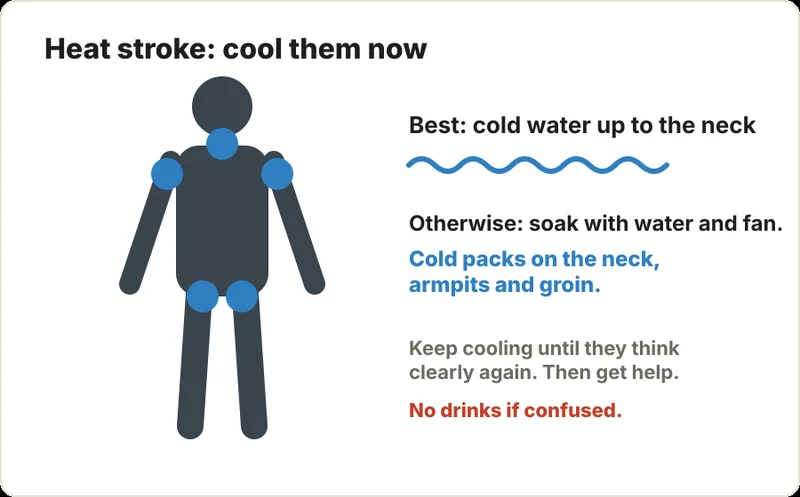 Heat stroke: cool them now
Best: cold water up to the neck
Otherwise: soak with water and fan.
Cold packs on the neck,
armpits and groin.
Keep cooling until they think
clearly again. Then get help.
No drinks if confused.